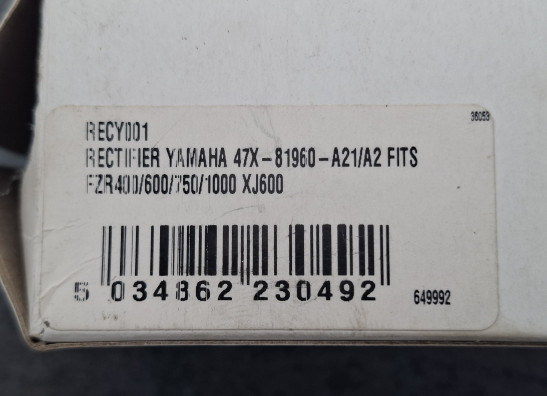 36053
RECY001
RECTIFIER YAMAHA 47X-81960-A21/A2 FITS
FZR400/600/750/1000 XJ600
5 034862 230492
649992